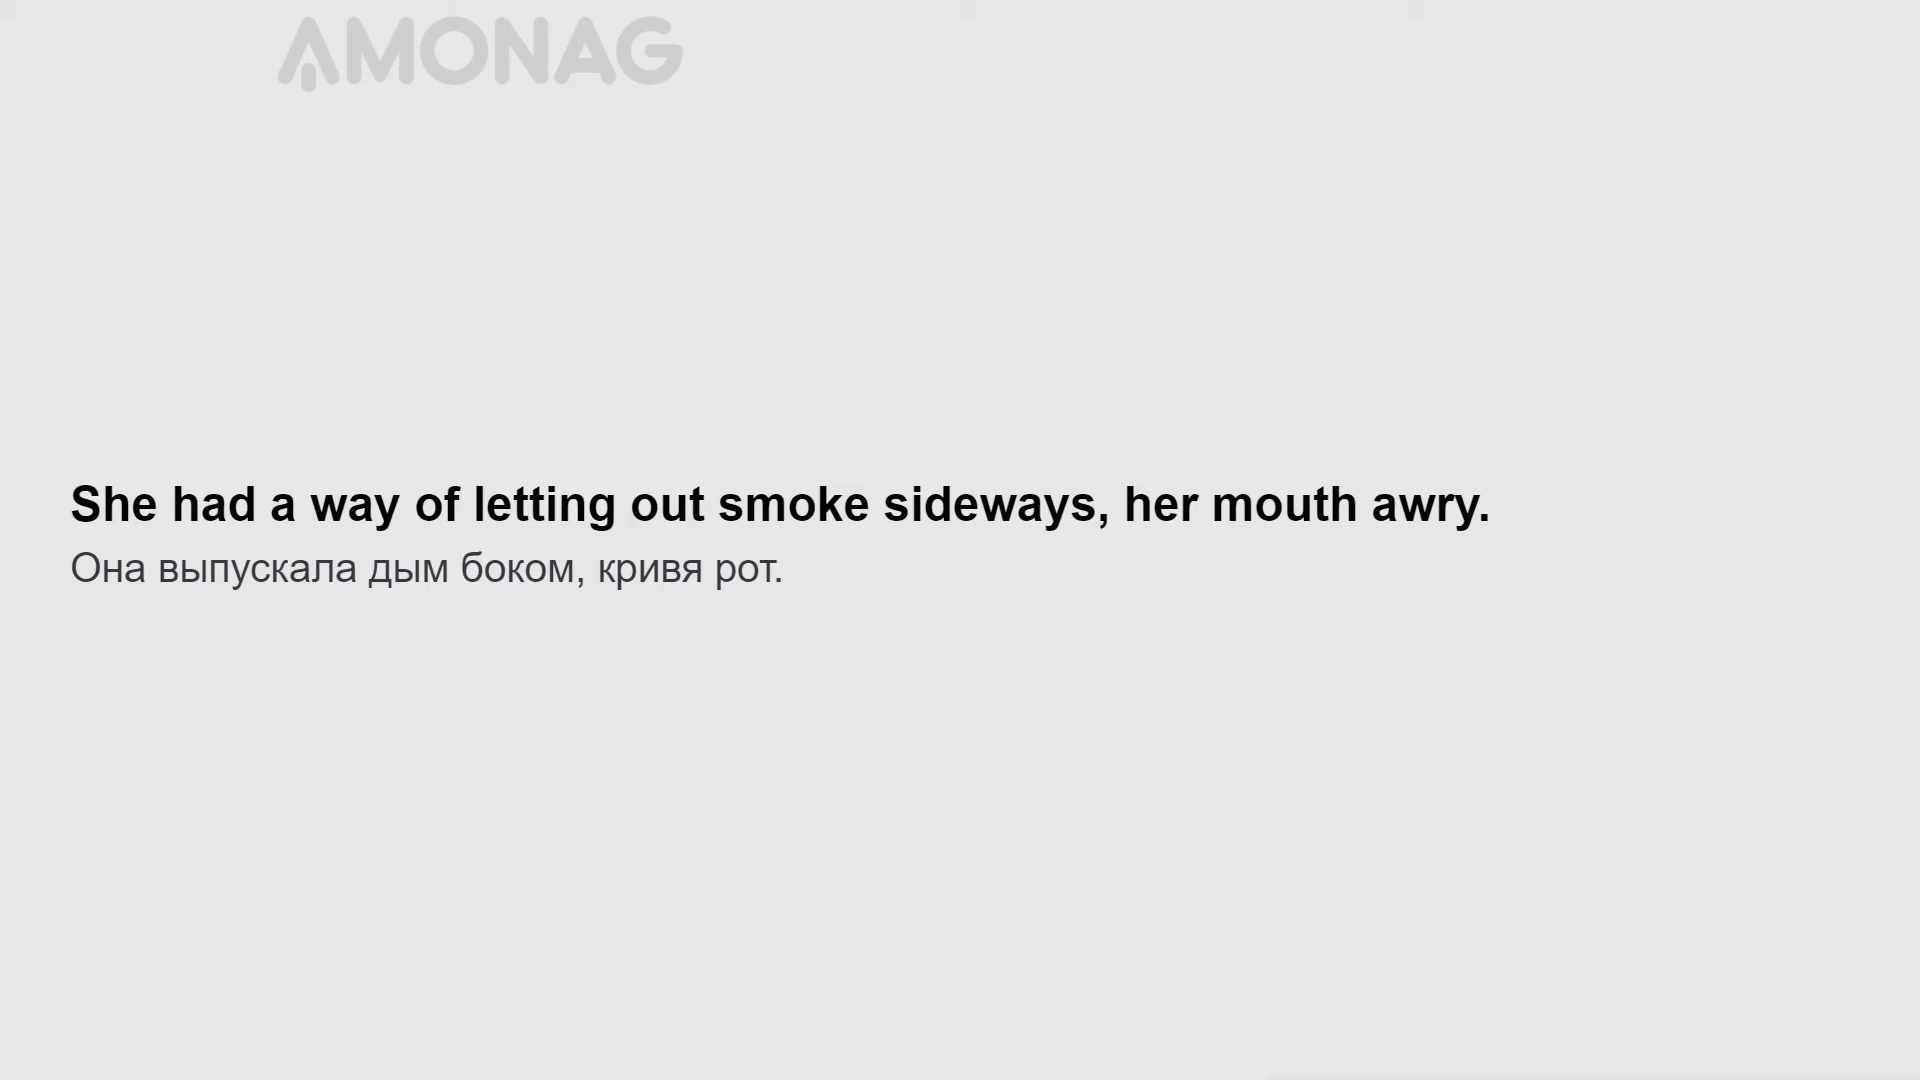 AMONAG
She had a way of letting out smoke sideways, her mouth awry.
Она выпускала дым боком, кривя рот.